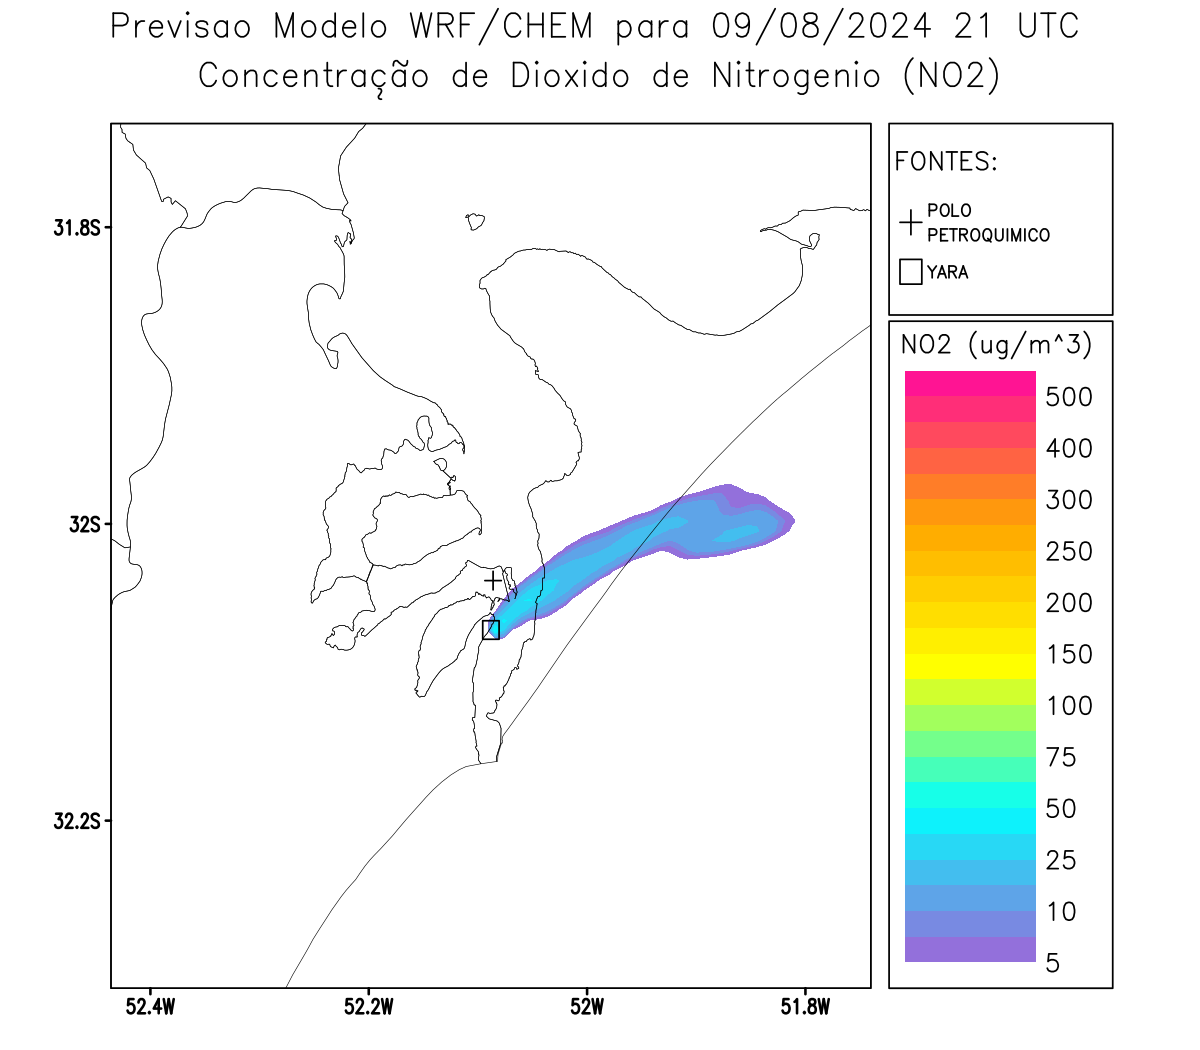 Previsao Modelo WRF/CHEM para 09/08/2024 21 UTC
Concentração de Dioxido de Nitrogenio (NO2)
FONTES:
POLO
PETROQUIMICO
YARA
NO2 (ug/m^3)
500
400
300
250
200
150
100
75
50
25
10
5
31.8S
32S
32.2S
52.4W
52.2W
52W
51.8W